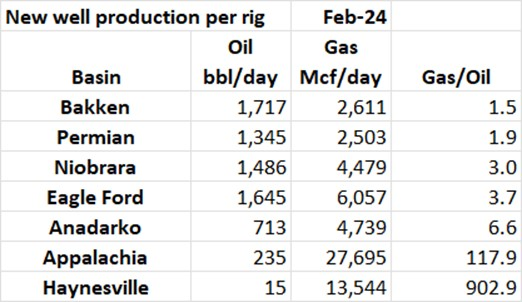 New well production per rig Feb-24
Oil Gas
Basin bbl/day Mcf/day Gas/Oil
Bakken 1,717 2,611 1.5
Permian 1,345 2,503 1.9
Niobrara 1,486 4,479 3.0
Eagle Ford 1,645 6,057 3.7
Anadarko 713 4,739 6.6
Appalachia 235 27,695 117.9
Haynesville 15 13,544 902.9